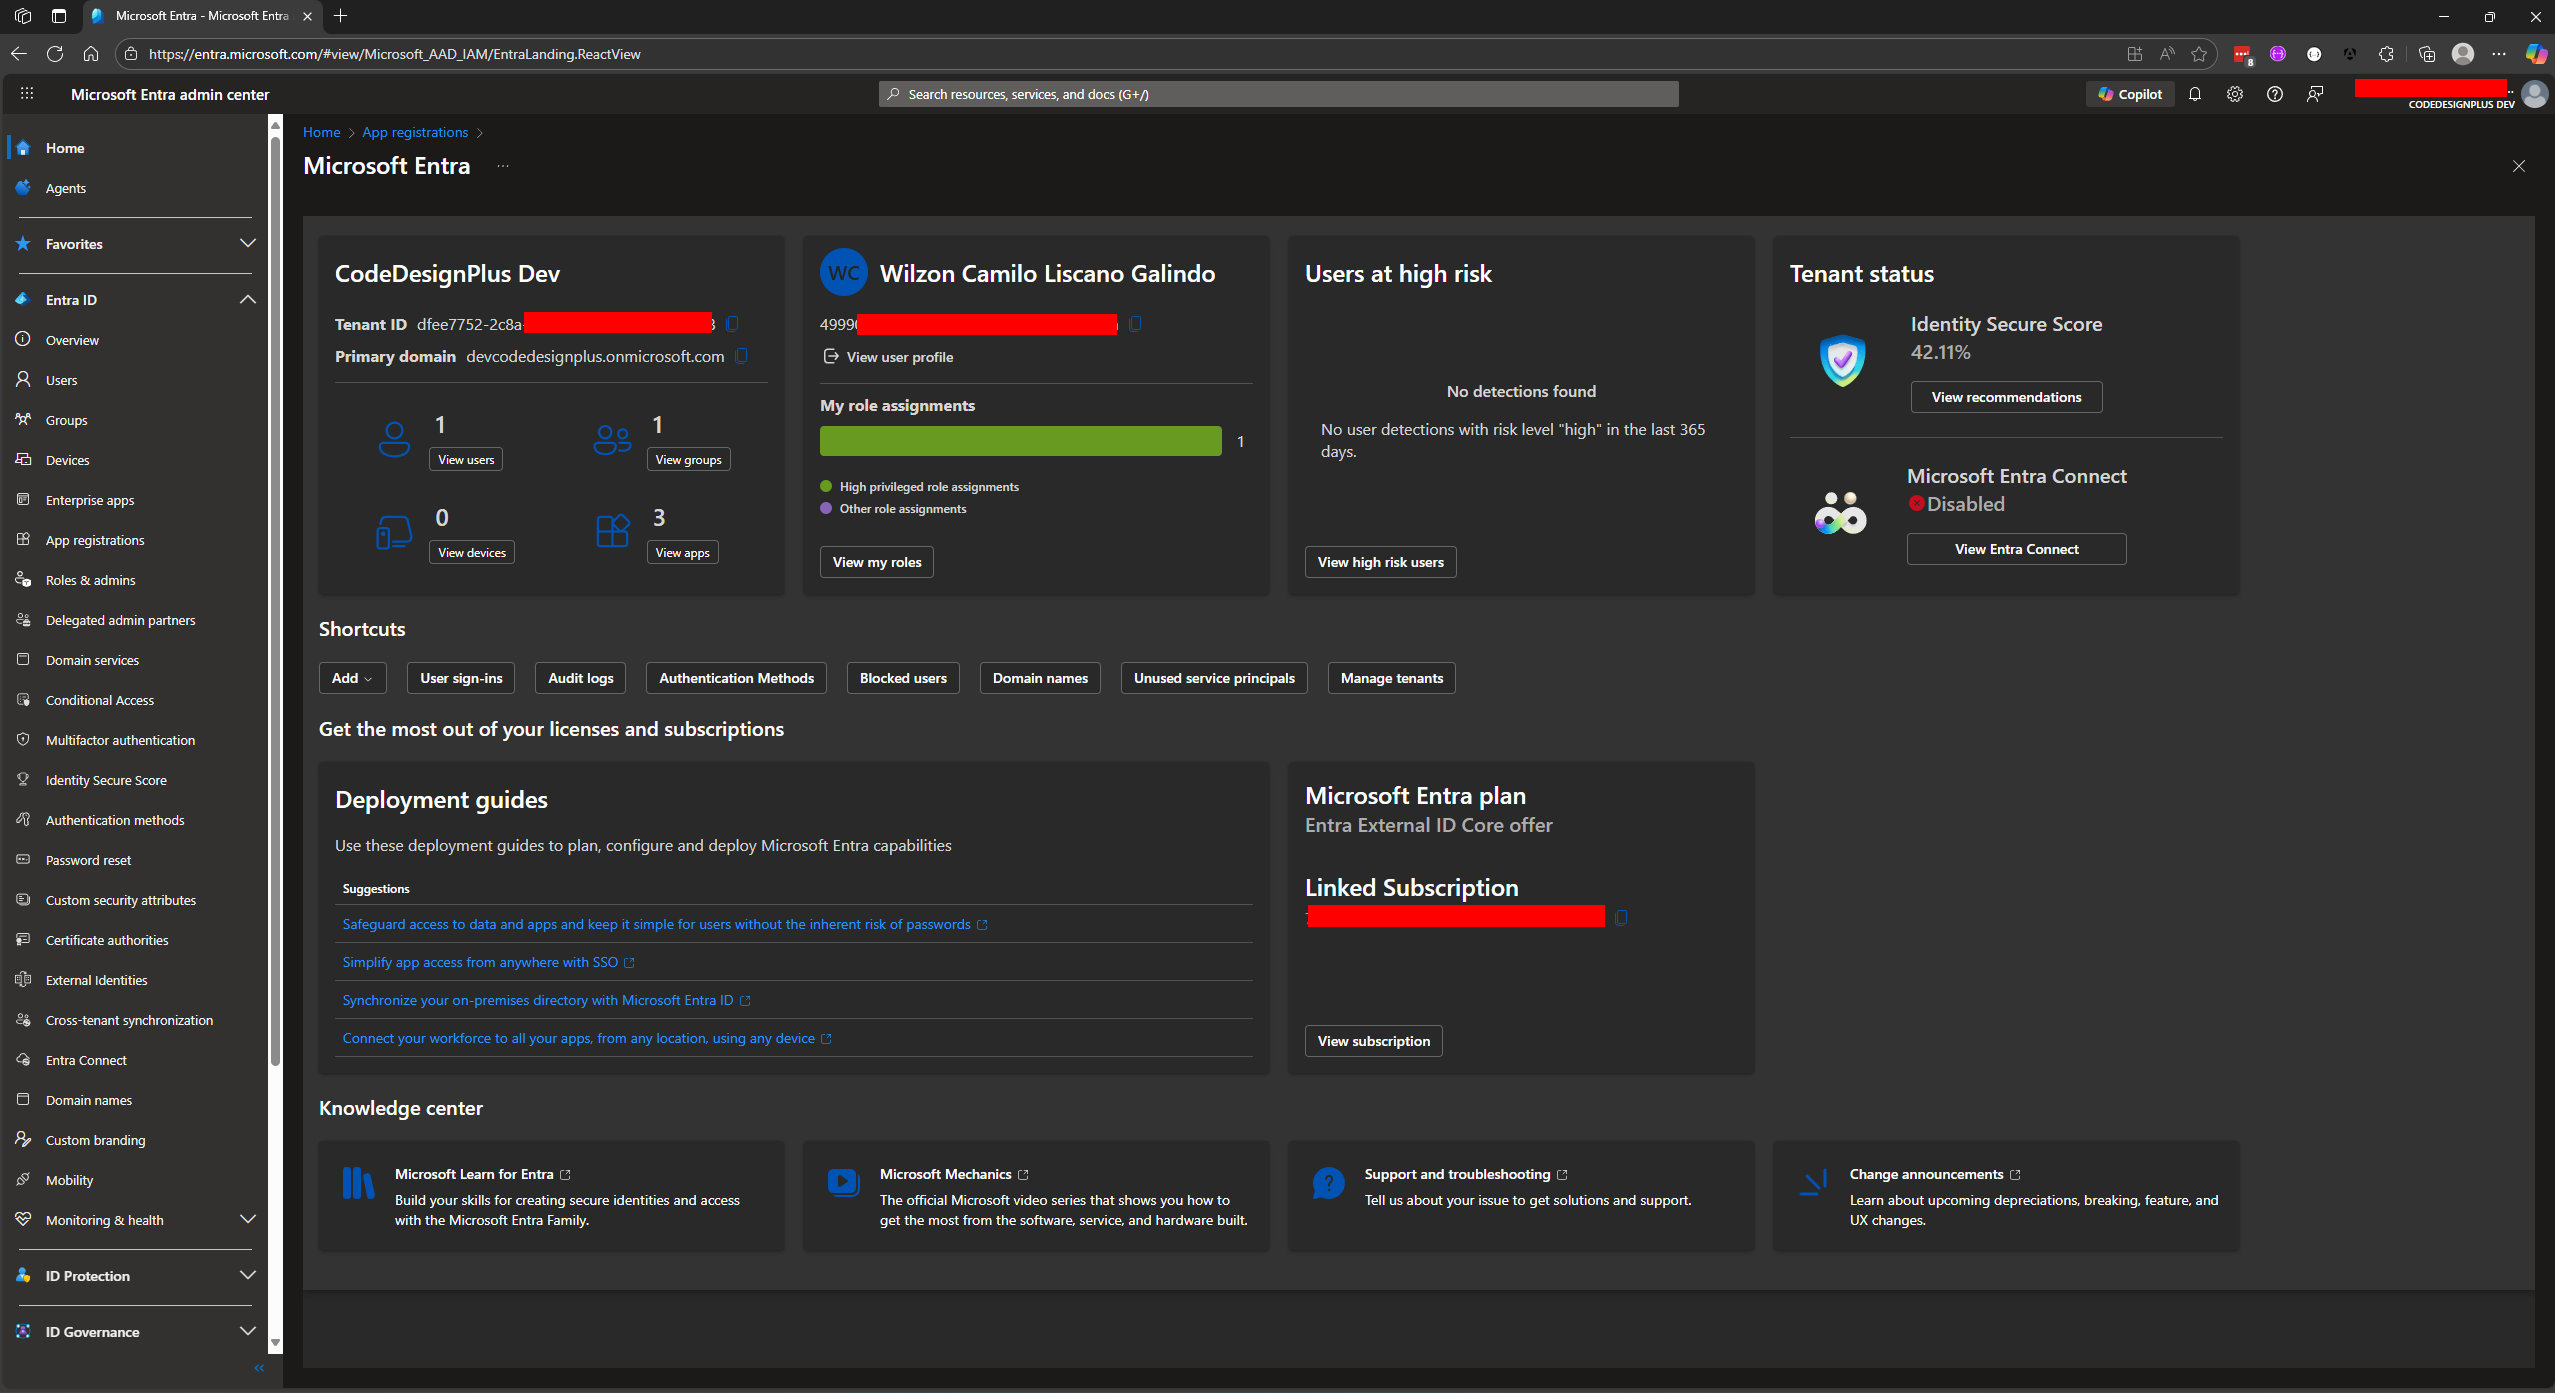 Microsoft Entra - Microsoft Entra
https://entra.microsoft.com/#view/Microsoft_AAD_IAM/EntraLanding.ReactView
8
Microsoft Entra admin center
Search resources, services, and docs (G+/)
Copilot
CODEDESIGNPLUS DEV
Home
Agents
Favorites
Entra ID
Overview
Users
Groups
Devices
Enterprise apps
App registrations
Roles & admins
Delegated admin partners
Domain services
Conditional Access
Multifactor authentication
Identity Secure Score
Authentication methods
Password reset
Custom security attributes
Certificate authorities
External Identities
Cross-tenant synchronization
Entra Connect
Domain names
Custom branding
Mobility
Monitoring & health
ID Protection
ID Governance
Home > App registrations >
Microsoft Entra ...
CodeDesignPlus Dev
Tenant ID dfee7752-2c8a-
Primary domain devcodedesignplus.onmicrosoft.com
1
View users
1
View groups
0
View devices
3
View apps
WC
Wilzon Camilo Liscano Galindo
4999
View user profile
My role assignments
1
High privileged role assignments
Other role assignments
View my roles
Users at high risk
No detections found
No user detections with risk level "high" in the last 365
days.
View high risk users
Tenant status
Identity Secure Score
42.11%
View recommendations
Microsoft Entra Connect
Disabled
View Entra Connect
Shortcuts
Add
User sign-ins
Audit logs
Authentication Methods
Blocked users
Domain names
Unused service principals
Manage tenants
Get the most out of your licenses and subscriptions
Deployment guides
Use these deployment guides to plan, configure and deploy Microsoft Entra capabilities
Suggestions
Safeguard access to data and apps and keep it simple for users without the inherent risk of passwords
Simplify app access from anywhere with SSO
Synchronize your on-premises directory with Microsoft Entra ID
Connect your workforce to all your apps, from any location, using any device
Microsoft Entra plan
Entra External ID Core offer
Linked Subscription
View subscription
Knowledge center
Microsoft Learn for Entra
Build your skills for creating secure identities and access
with the Microsoft Entra Family.
Microsoft Mechanics
The official Microsoft video series that shows you how to
get the most from the software, service, and hardware built.
Support and troubleshooting
Tell us about your issue to get solutions and support.
Change announcements
Learn about upcoming depreciations, breaking, feature, and
UX changes.